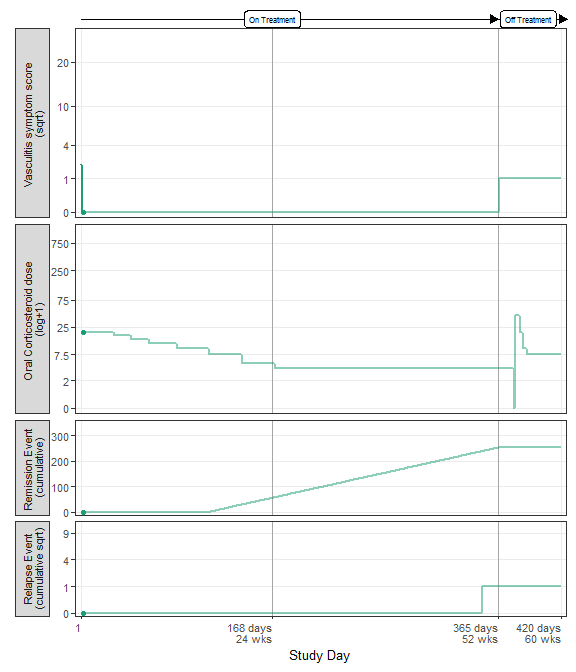 On Treatment
Off Treatment
Vasculitis symptom score
(sqrt)
20
10
4
1
0
Oral Corticosteroid dose
(log+1)
750
250
75
25
7.5
2
0
Remission Event
(cumulative)
300
200
100
0
Relapse Event
(cumulative sqrt)
9
4
1
0
1
168 days
24 wks
365 days
52 wks
420 days
60 wks
Study Day